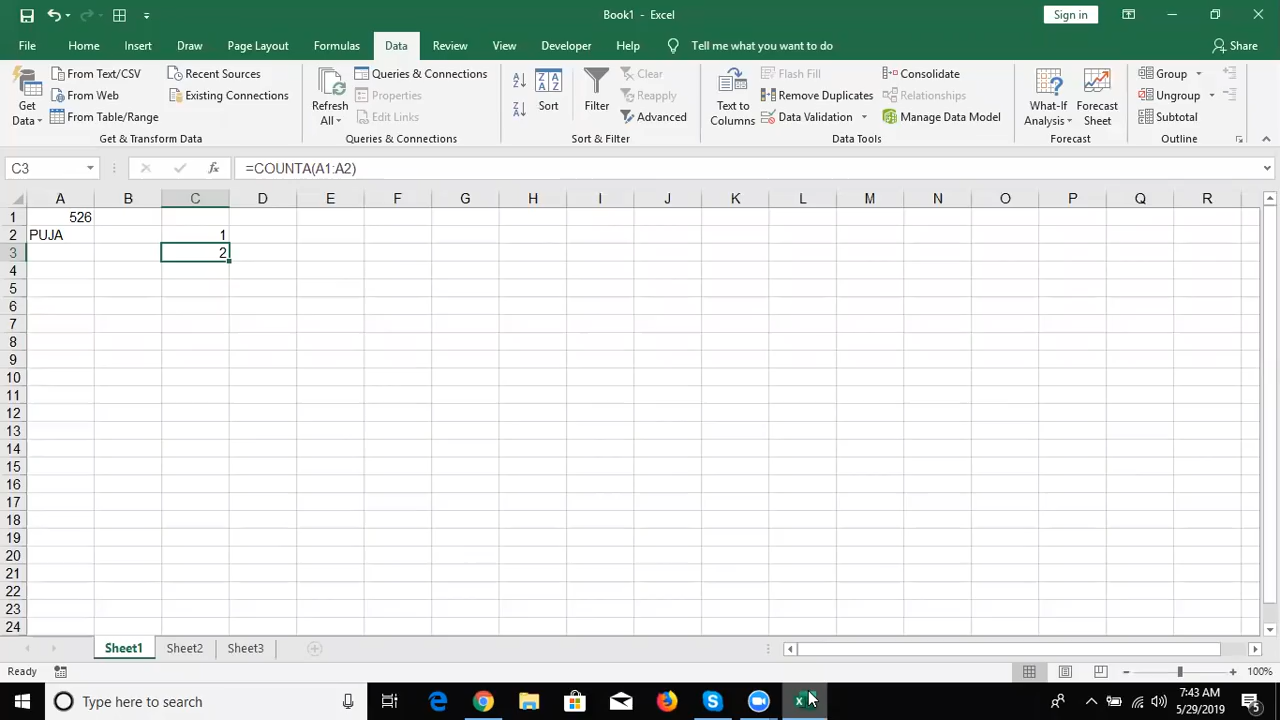 Book1 - Excel
Sign in
File Home Insert Draw Page Layout Formulas Data Review View Developer Help Tell me what you want to do Share
Get Data
From Text/CSV
From Web
From Table/Range
Recent Sources
Existing Connections
Get & Transform Data
Refresh All
Queries & Connections
Properties
Edit Links
Queries & Connections
Sort
Filter
Clear
Reapply
Advanced
Sort & Filter
Text to Columns
Flash Fill
Remove Duplicates
Data Validation
Consolidate
Relationships
Manage Data Model
Data Tools
What-If Analysis
Forecast Sheet
Forecast
Group
Ungroup
Subtotal
Outline
C3 fx =COUNTA(A1:A2)
A B C D E F G H I J K L M N O P Q R
1 526
2 PUJA 1
3 2
4
5
6
7
8
9
10
11
12
13
14
15
16
17
18
19
20
21
22
23
24
Sheet1 Sheet2 Sheet3
Ready 100%
Type here to search
7:43 AM
5/29/2019
5